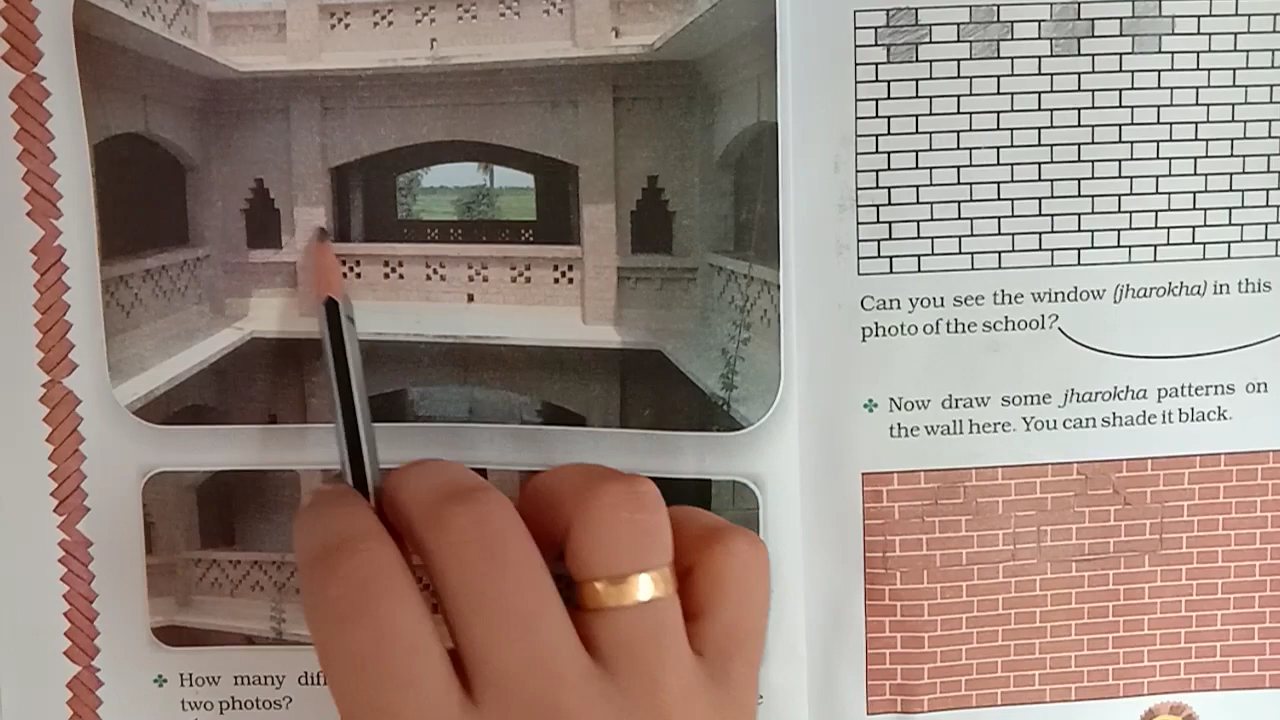 How many
two photos?
Can you see the window (jharokha) in this
photo of the school?
Now draw some jharokha patterns on
the wall here. You can shade it black.